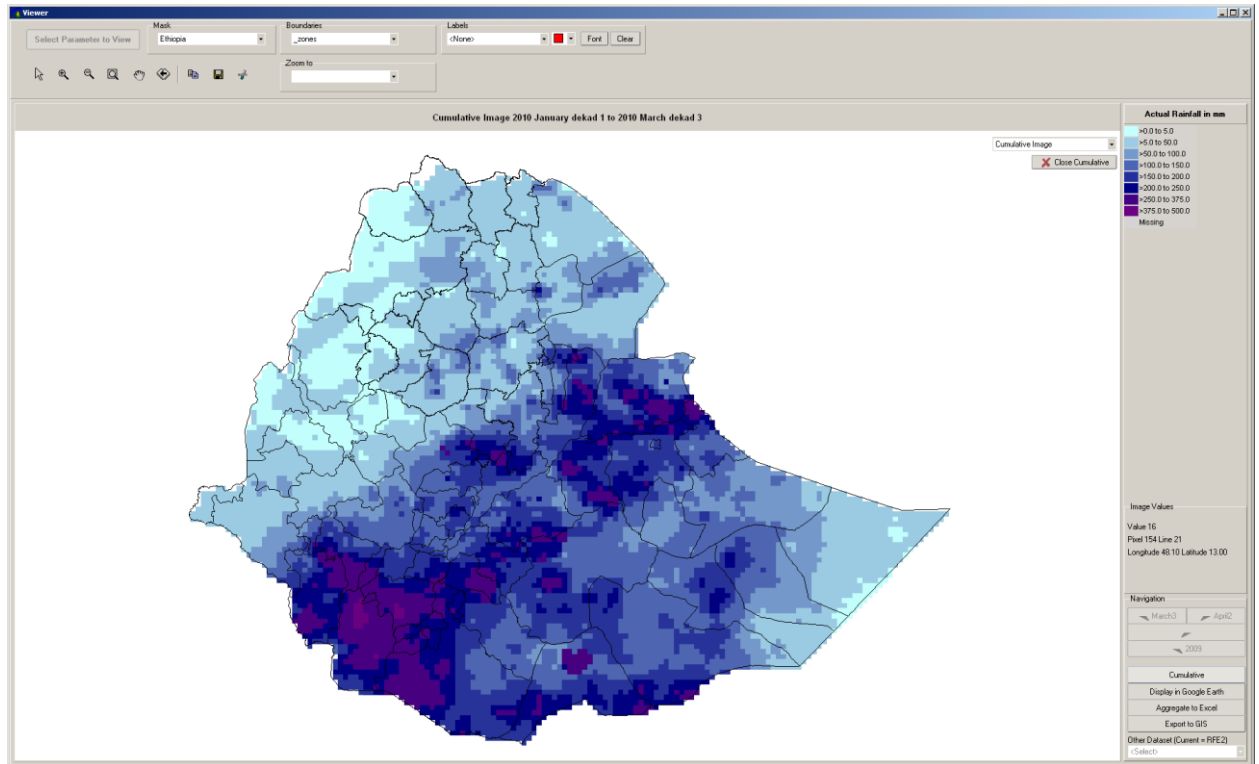 Viewer
Mask
Boundaries
Labels
Select Parameter to View
Ethiopia
_zones
<None>
Font
Clear
Zoom to
Cumulative Image 2010 January dekad 1 to 2010 March dekad 3
Actual Rainfall in mm
Cumulative Image
Close Cumulative
>0.0 to 5.0
>5.0 to 50.0
>50.0 to 100.0
>100.0 to 150.0
>150.0 to 200.0
>200.0 to 250.0
>250.0 to 375.0
>375.0 to 500.0
Missing
Image Values
Value 16
Pixel 154 Line 21
Longitude 48.10 Latitude 13.00
Navigation
March3
April2
2009
Cumulative
Display in Google Earth
Aggregate to Excel
Export to GIS
Other Dataset (Current = RFE2)
<Select>